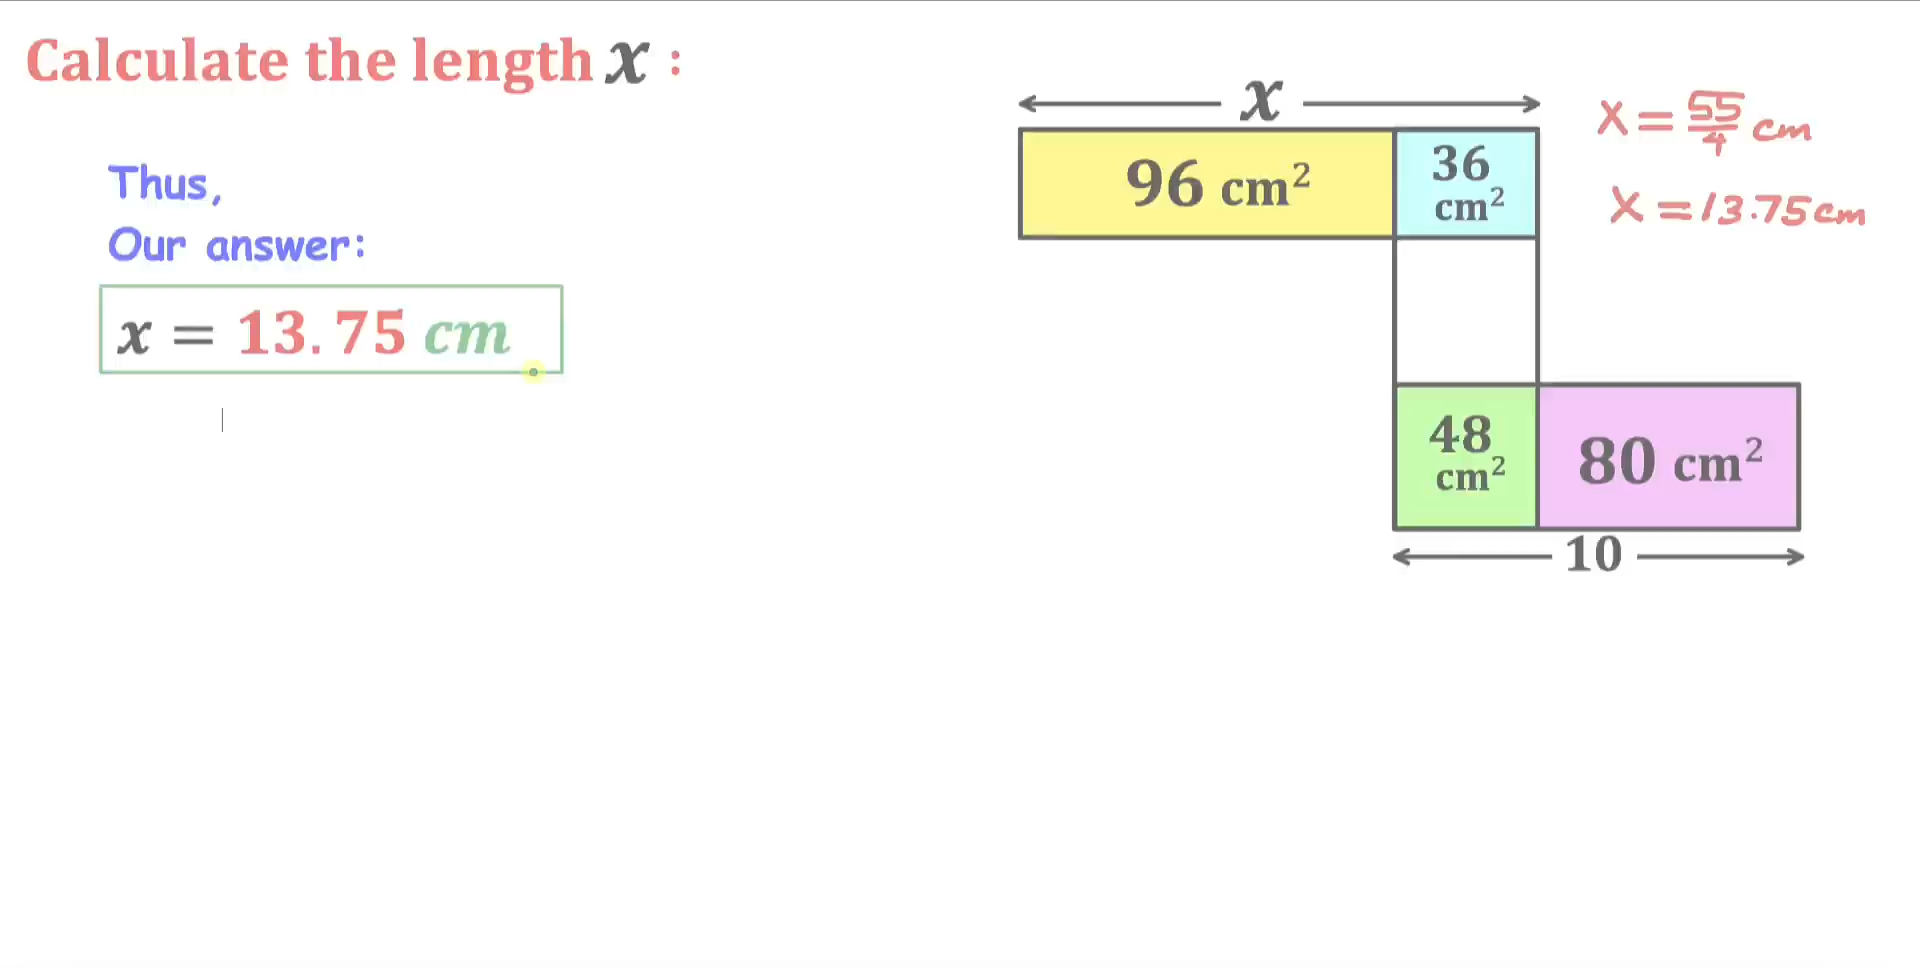 Calculate the length x :
Thus,
Our answer:
x = 13.75 cm
x
96 cm²
36
cm²
48
cm²
80 cm²
10
x = 55/4 cm
x = 13.75 cm